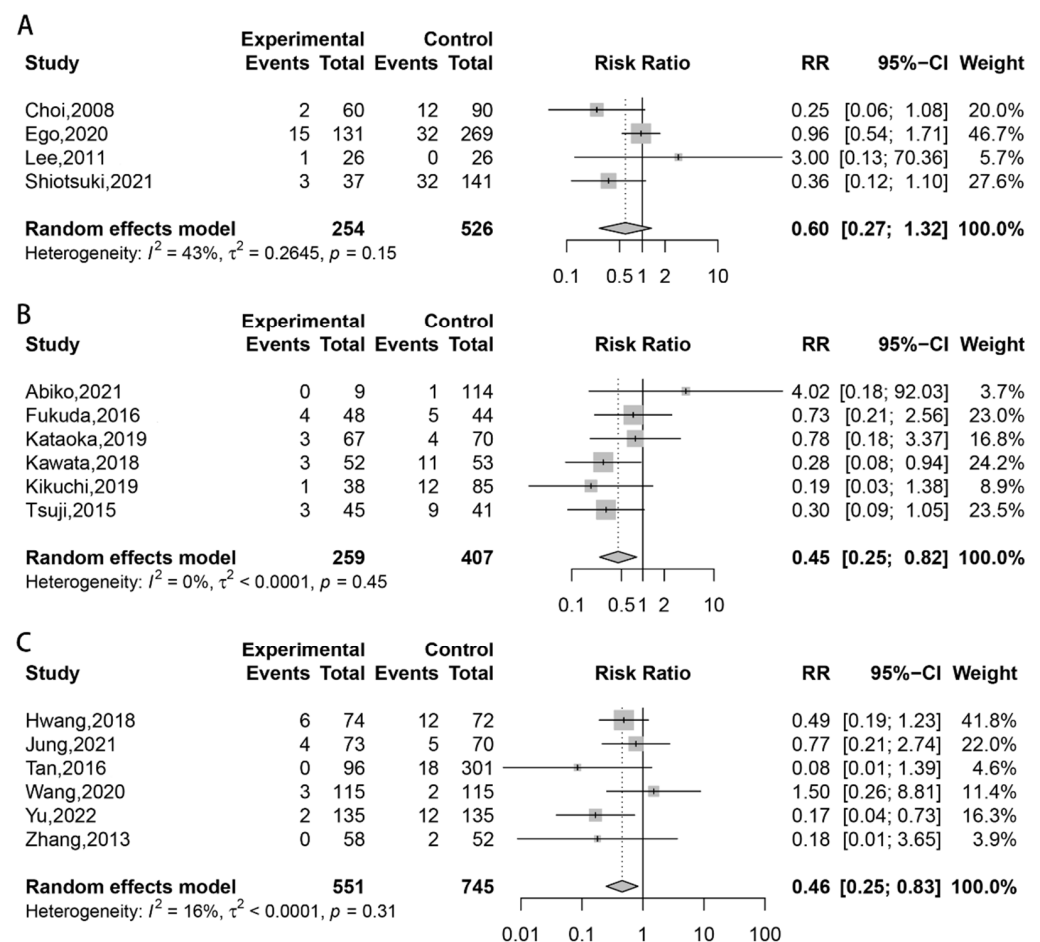 A
Experimental Control
Study Events Total Events Total Risk Ratio RR 95%−CI Weight
Choi,2008 2 60 12 90 0.25 [0.06; 1.08] 20.0%
Ego,2020 15 131 32 269 0.96 [0.54; 1.71] 46.7%
Lee,2011 1 26 0 26 3.00 [0.13; 70.36] 5.7%
Shiotsuki,2021 3 37 32 141 0.36 [0.12; 1.10] 27.6%
Random effects model 254 526 0.60 [0.27; 1.32] 100.0%
Heterogeneity: I² = 43%, τ² = 0.2645, p = 0.15
0.1 0.5 1 2 10
B
Experimental Control
Study Events Total Events Total Risk Ratio RR 95%−CI Weight
Abiko,2021 0 9 1 114 4.02 [0.18; 92.03] 3.7%
Fukuda,2016 4 48 5 44 0.73 [0.21; 2.56] 23.0%
Kataoka,2019 3 67 4 70 0.78 [0.18; 3.37] 16.8%
Kawata,2018 3 52 11 53 0.28 [0.08; 0.94] 24.2%
Kikuchi,2019 1 38 12 85 0.19 [0.03; 1.38] 8.9%
Tsuji,2015 3 45 9 41 0.30 [0.09; 1.05] 23.5%
Random effects model 259 407 0.45 [0.25; 0.82] 100.0%
Heterogeneity: I² = 0%, τ² < 0.0001, p = 0.45
0.1 0.5 1 2 10
C
Experimental Control
Study Events Total Events Total Risk Ratio RR 95%−CI Weight
Hwang,2018 6 74 12 72 0.49 [0.19; 1.23] 41.8%
Jung,2021 4 73 5 70 0.77 [0.21; 2.74] 22.0%
Tan,2016 0 96 18 301 0.08 [0.01; 1.39] 4.6%
Wang,2020 3 115 2 115 1.50 [0.26; 8.81] 11.4%
Yu,2022 2 135 12 135 0.17 [0.04; 0.73] 16.3%
Zhang,2013 0 58 2 52 0.18 [0.01; 3.65] 3.9%
Random effects model 551 745 0.46 [0.25; 0.83] 100.0%
Heterogeneity: I² = 16%, τ² < 0.0001, p = 0.31
0.01 0.1 1 10 100